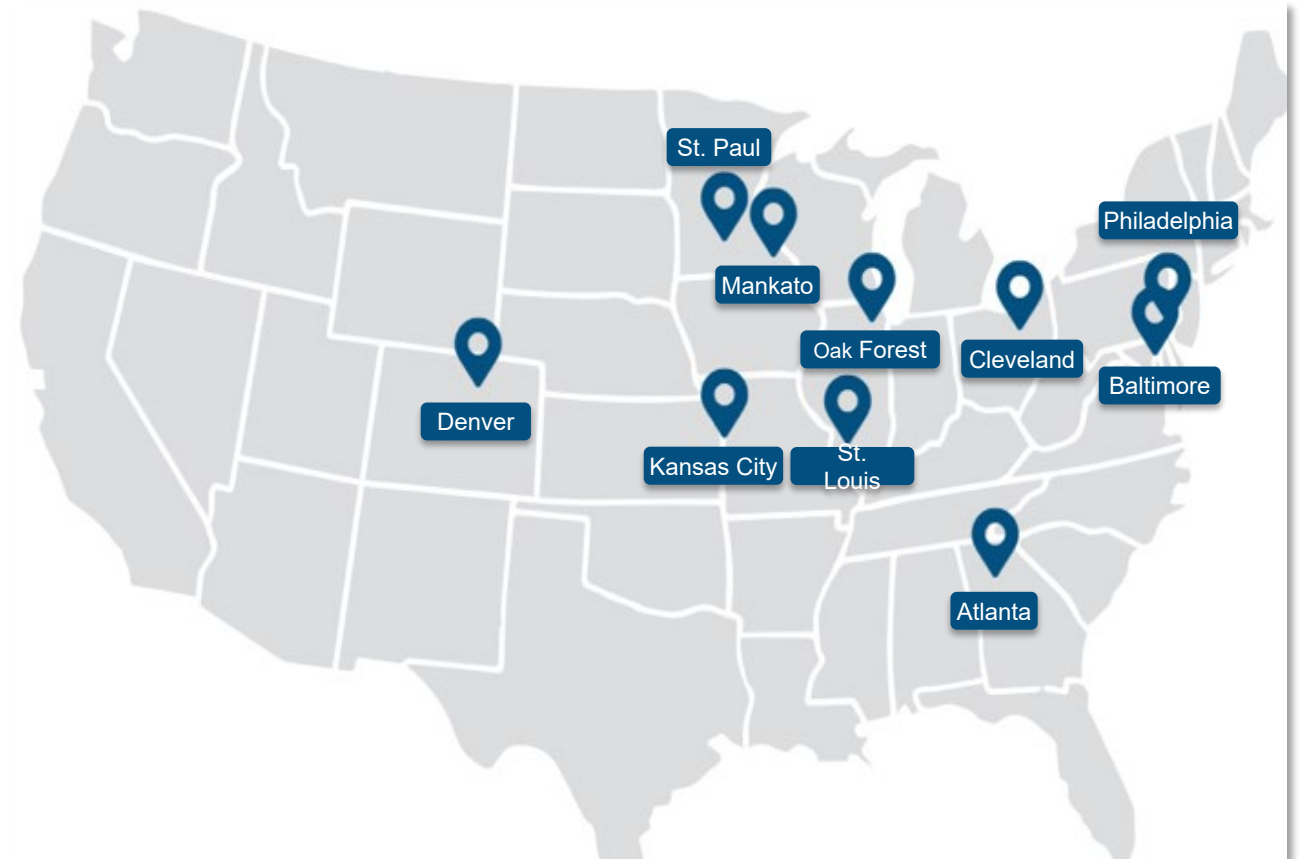 St. Paul
Philadelphia
Mankato
Oak Forest
Cleveland
Baltimore
Denver
Kansas City
St.
Louis
Atlanta